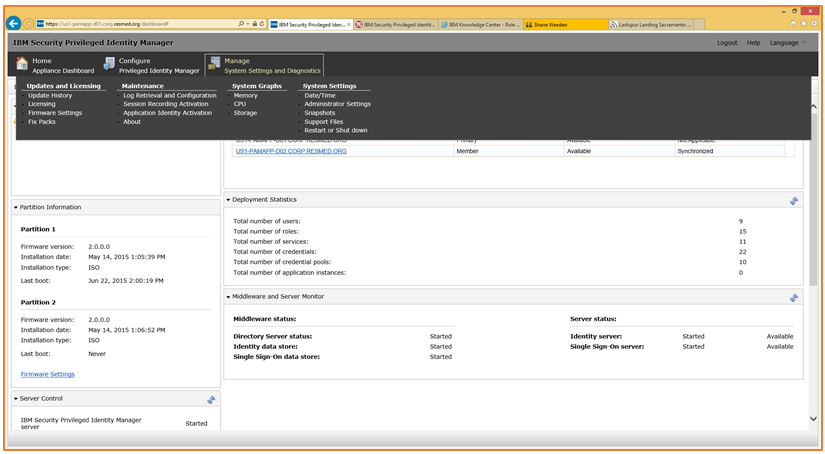 https://us1-pamapp-d01.corp.resmed.org/dashboard#
IBM Security Privileged Iden...
IBM Security Privileged Identit...
IBM Knowledge Center - Role ...
Shane Weeden
Larkspur Landing Sacramento ...
IBM Security Privileged Identity Manager
Logout Help Language
Home
Appliance Dashboard
Configure
Privileged Identity Manager
Manage
System Settings and Diagnostics
Updates and Licensing
Update History
Licensing
Firmware Settings
Fix Packs
Maintenance
Log Retrieval and Configuration
Session Recording Activation
Application Identity Activation
About
System Graphs
Memory
CPU
Storage
System Settings
Date/Time
Administrator Settings
Snapshots
Support Files
Restart or Shut down
US1-PAMAPP-D01.CORP.RESMED.ORG Primary Available Not Applicable
US1-PAMAPP-D02.CORP.RESMED.ORG Member Available Synchronized
Partition Information
Partition 1
Firmware version: 2.0.0.0
Installation date: May 14, 2015 1:05:39 PM
Installation type: ISO
Last boot: Jun 22, 2015 2:00:19 PM
Partition 2
Firmware version: 2.0.0.0
Installation date: May 14, 2015 1:06:52 PM
Installation type: ISO
Last boot: Never
Firmware Settings
Server Control
IBM Security Privileged Identity Manager
server Started
Deployment Statistics
Total number of users: 9
Total number of roles: 15
Total number of services: 11
Total number of credentials: 22
Total number of credential pools: 10
Total number of application instances: 0
Middleware and Server Monitor
Middleware status:
Directory Server status: Started
Identity data store: Started
Single Sign-On data store: Started
Server status:
Identity server: Started Available
Single Sign-On server: Started Available